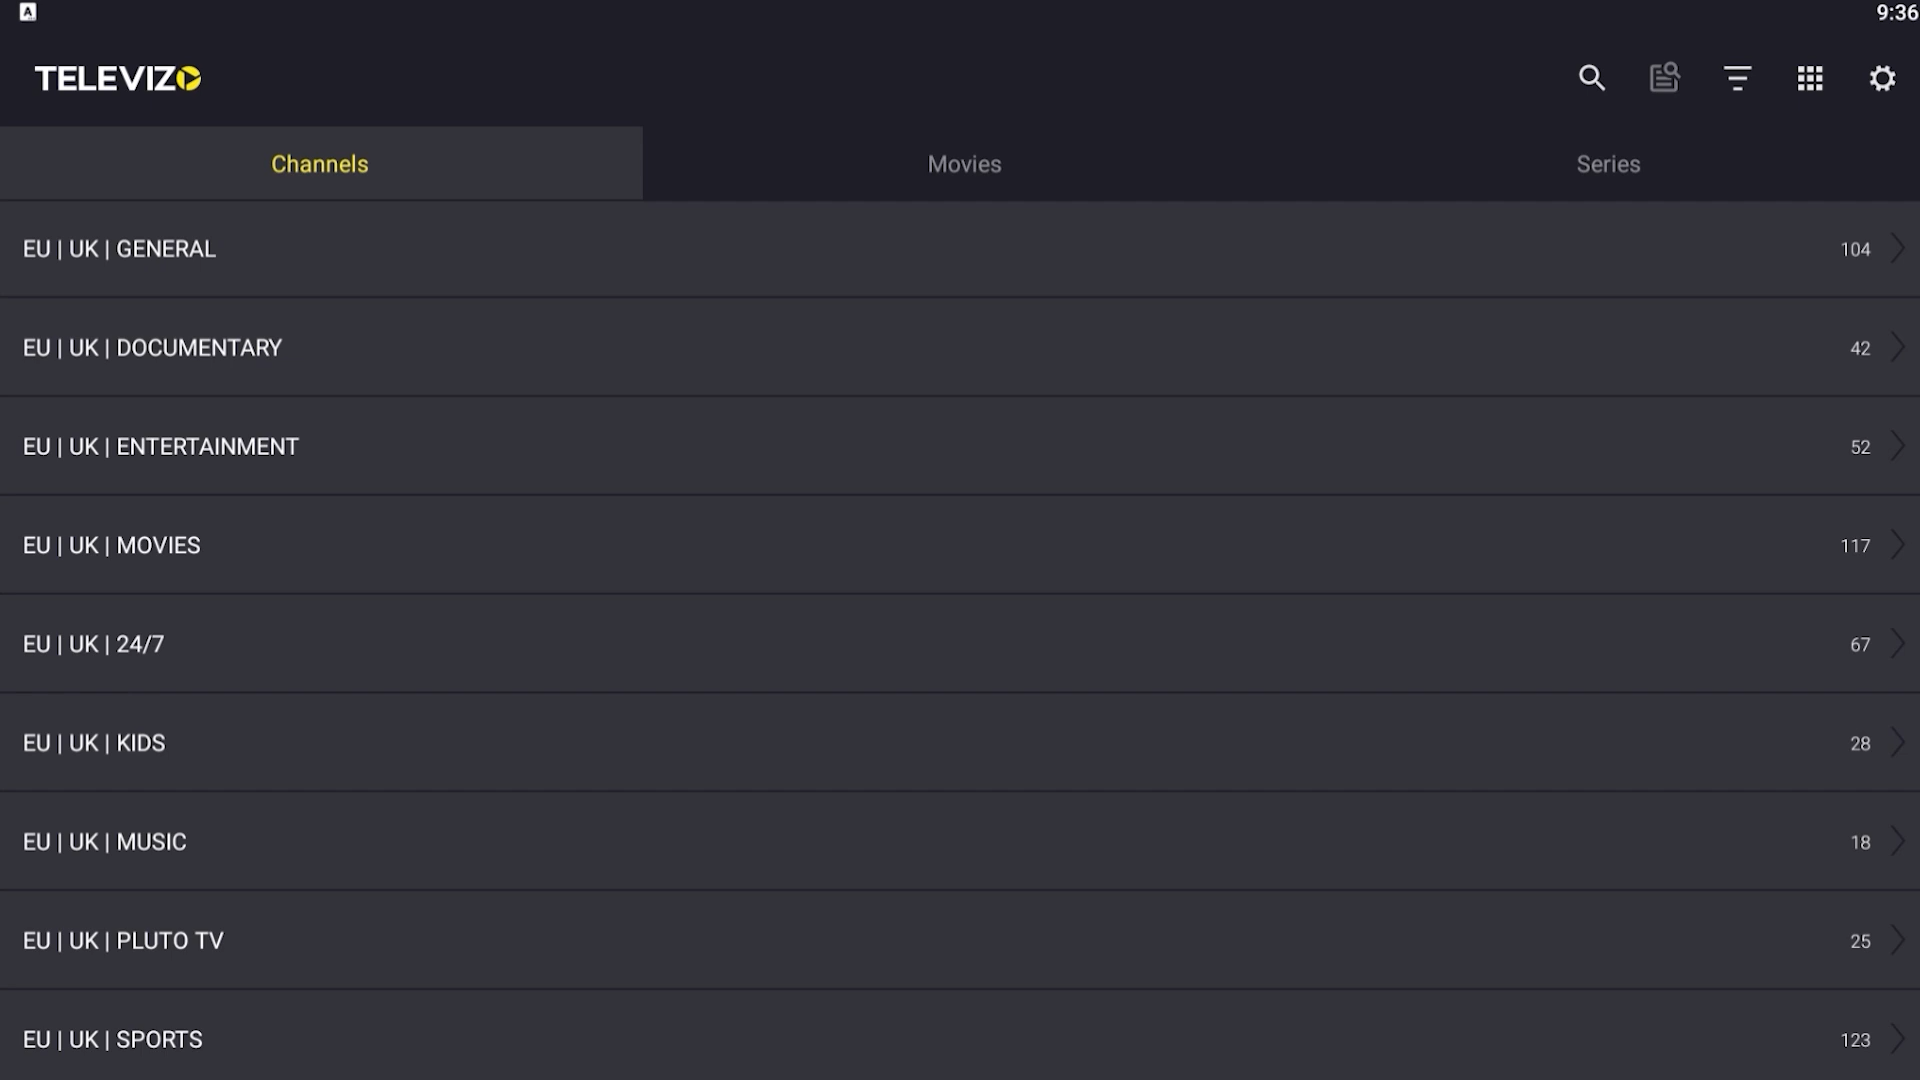 A
9:36
TELEVIZO
Channels
Movies
Series
EU | UK | GENERAL
104
EU | UK | DOCUMENTARY
42
EU | UK | ENTERTAINMENT
52
EU | UK | MOVIES
117
EU | UK | 24/7
67
EU | UK | KIDS
28
EU | UK | MUSIC
18
EU | UK | PLUTO TV
25
EU | UK | SPORTS
123